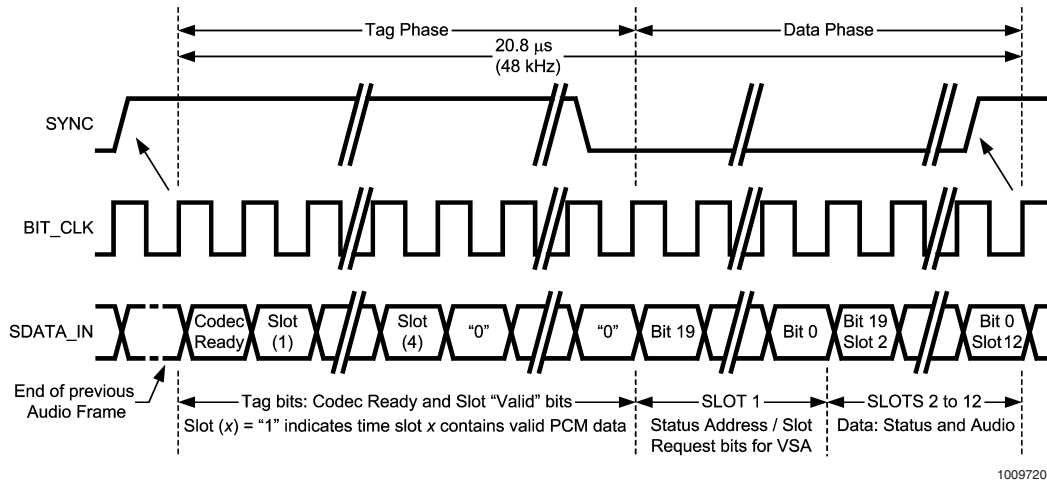 Tag Phase
Data Phase
20.8 µs
(48 kHz)
SYNC
BIT_CLK
SDATA_IN
Codec
Ready
Slot
(1)
Slot
(4)
“0”
“0”
Bit 19
Bit 0
Bit 19
Slot 2
Bit 0
Slot12
End of previous
Audio Frame
Tag bits: Codec Ready and Slot “Valid” bits
Slot (x) = “1” indicates time slot x contains valid PCM data
SLOT 1
Status Address / Slot
Request bits for VSA
SLOTS 2 to 12
Data: Status and Audio
1009720